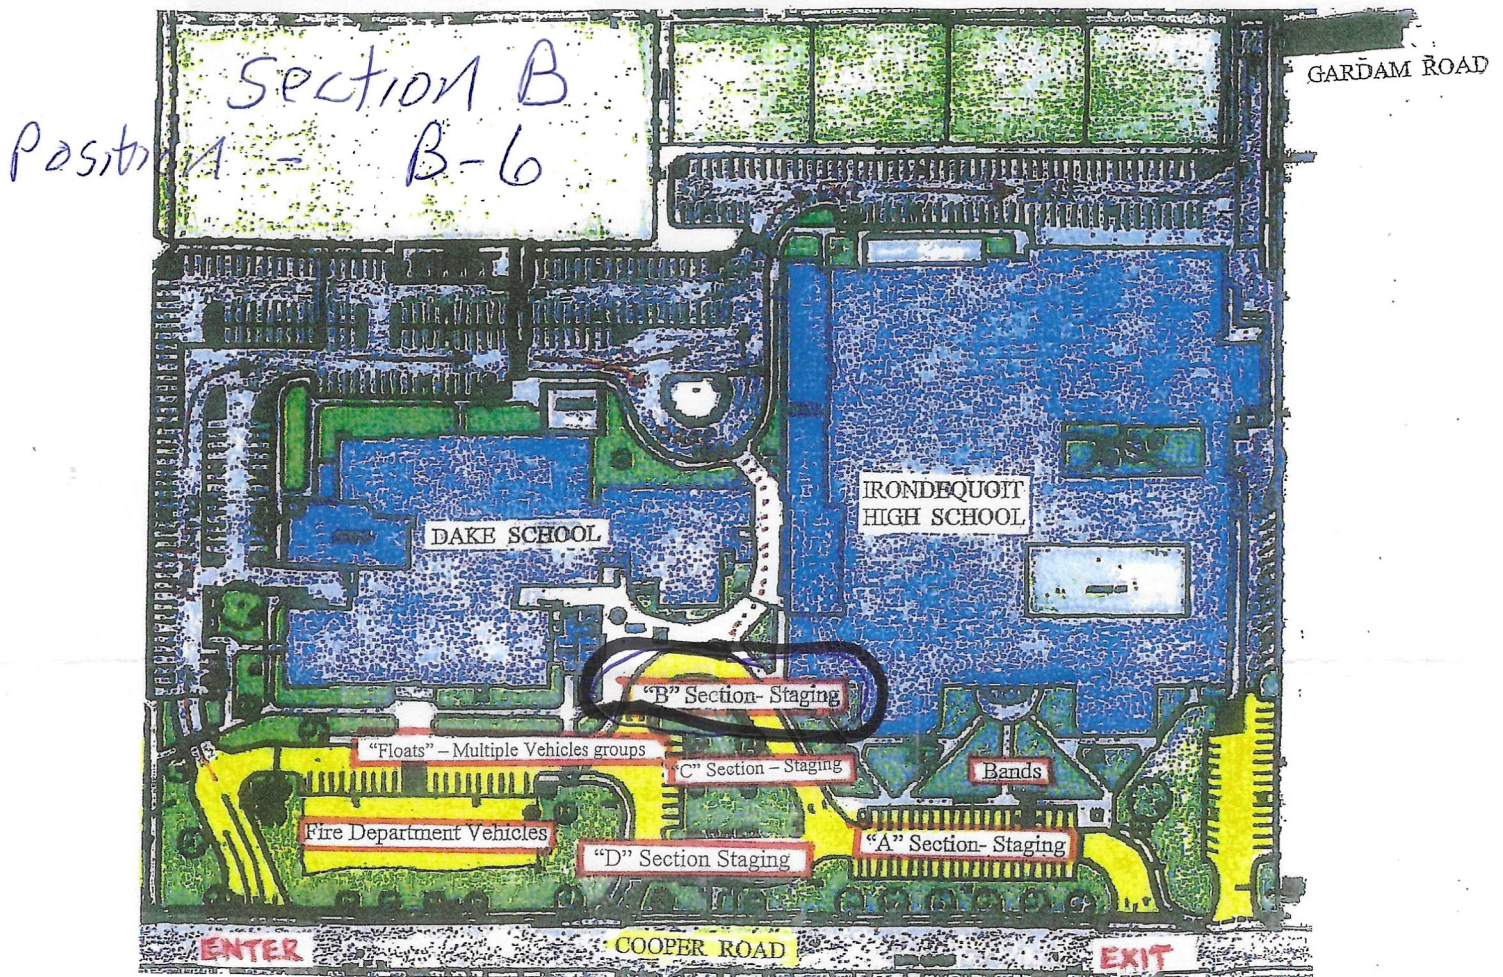 Section B
Position - B-6
GARDAM ROAD
IRONDEQUOIT
HIGH SCHOOL
DAKE SCHOOL
"B" Section- Staging
"Floats" – Multiple Vehicles groups
"C" Section – Staging
Bands
Fire Department Vehicles
"D" Section Staging
"A" Section- Staging
ENTER
COOPER ROAD
EXIT